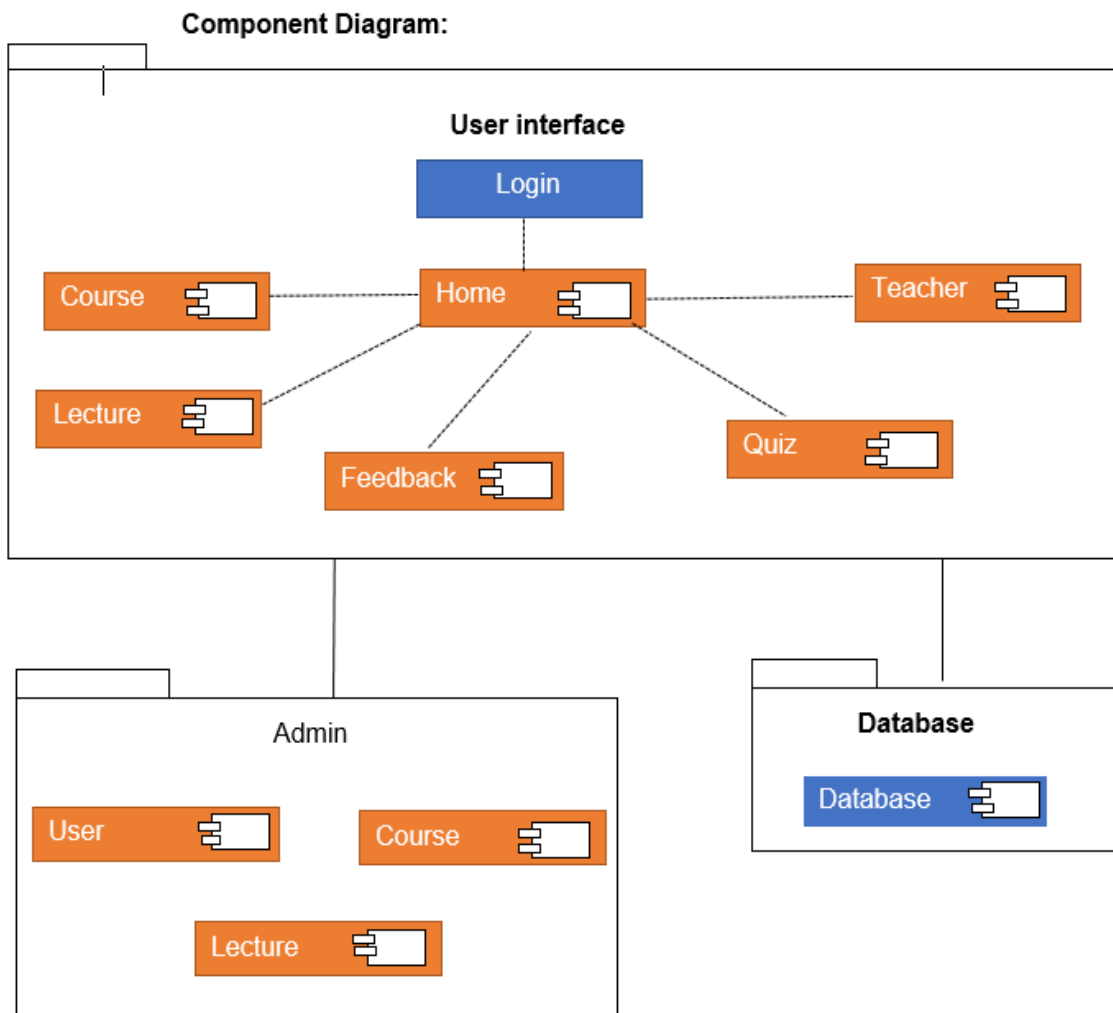 Component Diagram:
User interface
Login
Course
Home
Teacher
Lecture
Feedback
Quiz
Admin
Database
User
Course
Database
Lecture